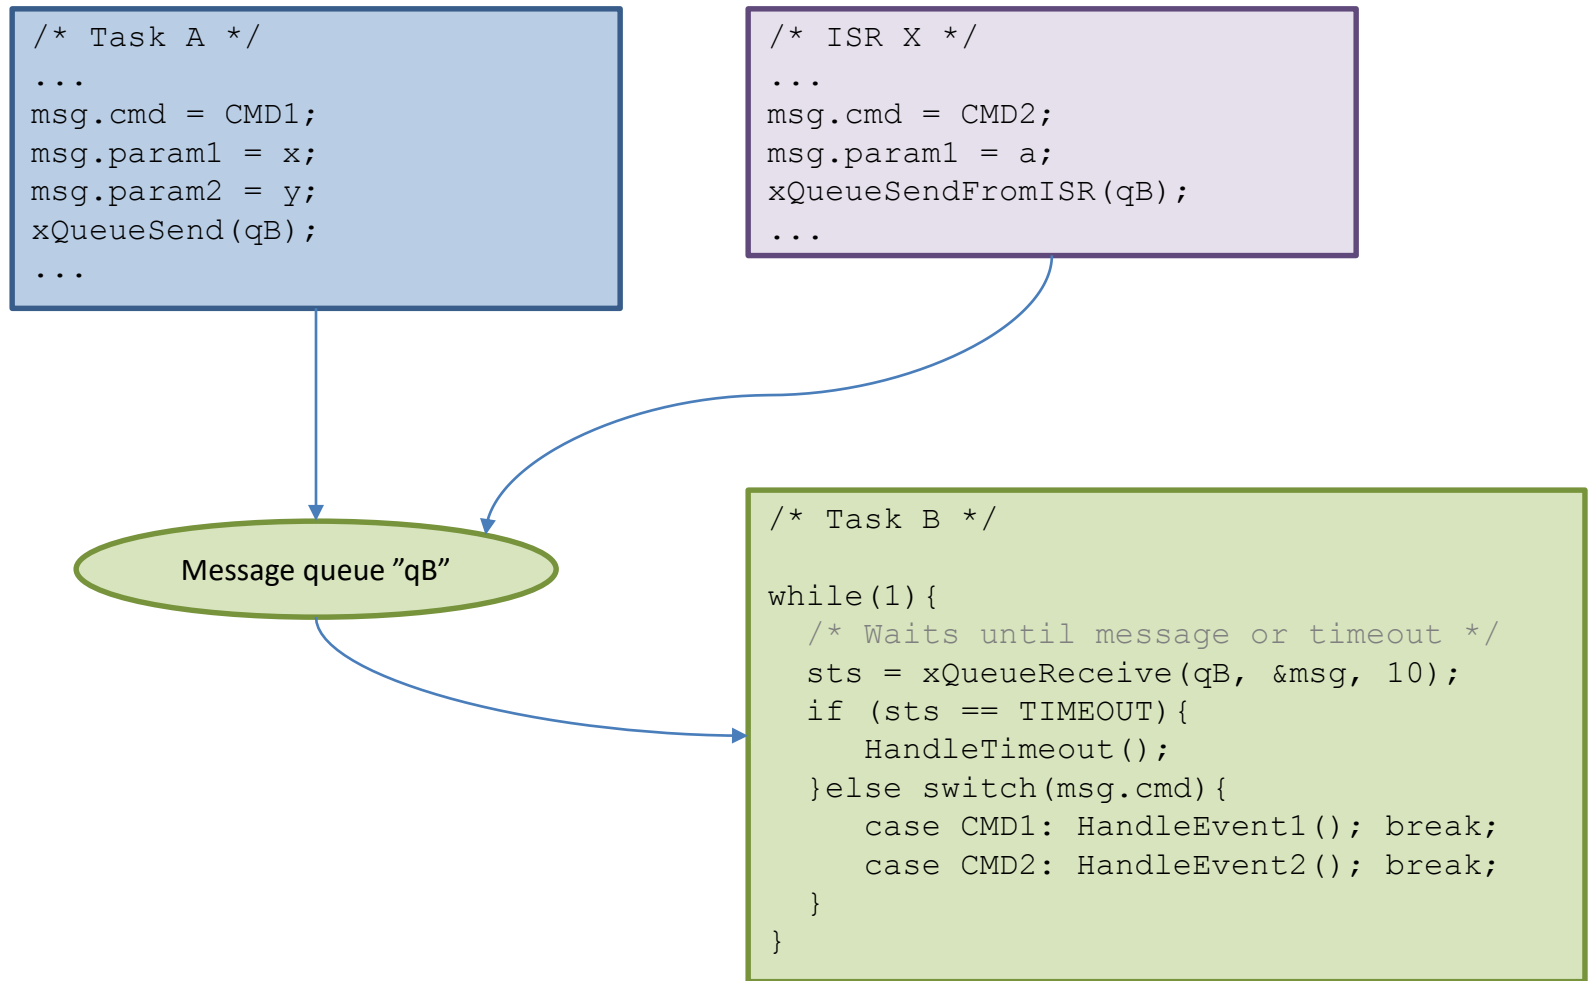 /* Task A */
...
msg.cmd = CMD1;
msg.param1 = x;
msg.param2 = y;
xQueueSend(qB);
...
/* ISR X */
...
msg.cmd = CMD2;
msg.param1 = a;
xQueueSendFromISR(qB);
...
Message queue ”qB”
/* Task B */
while(1){
  /* Waits until message or timeout */
  sts = xQueueReceive(qB, &msg, 10);
  if (sts == TIMEOUT){
     HandleTimeout();
  }else switch(msg.cmd){
     case CMD1: HandleEvent1(); break;
     case CMD2: HandleEvent2(); break;
  }
}